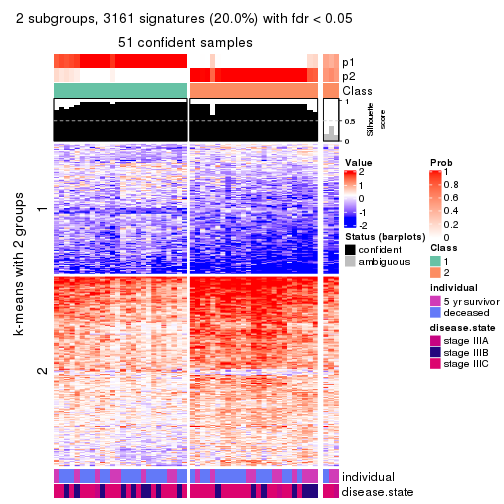 2 subgroups, 3161 signatures (20.0%) with fdr < 0.05
51 confident samples
p1
p2
Class
1
0.5
0
Silhouette
score
k-means with 2 groups
1
2
individual
disease.state
Value
2
1
0
-1
-2
Status (barplots)
confident
ambiguous
Prob
1
0.8
0.6
0.4
0.2
0
Class
1
2
individual
5 yr survivor
deceased
disease.state
stage IIIA
stage IIIB
stage IIIC